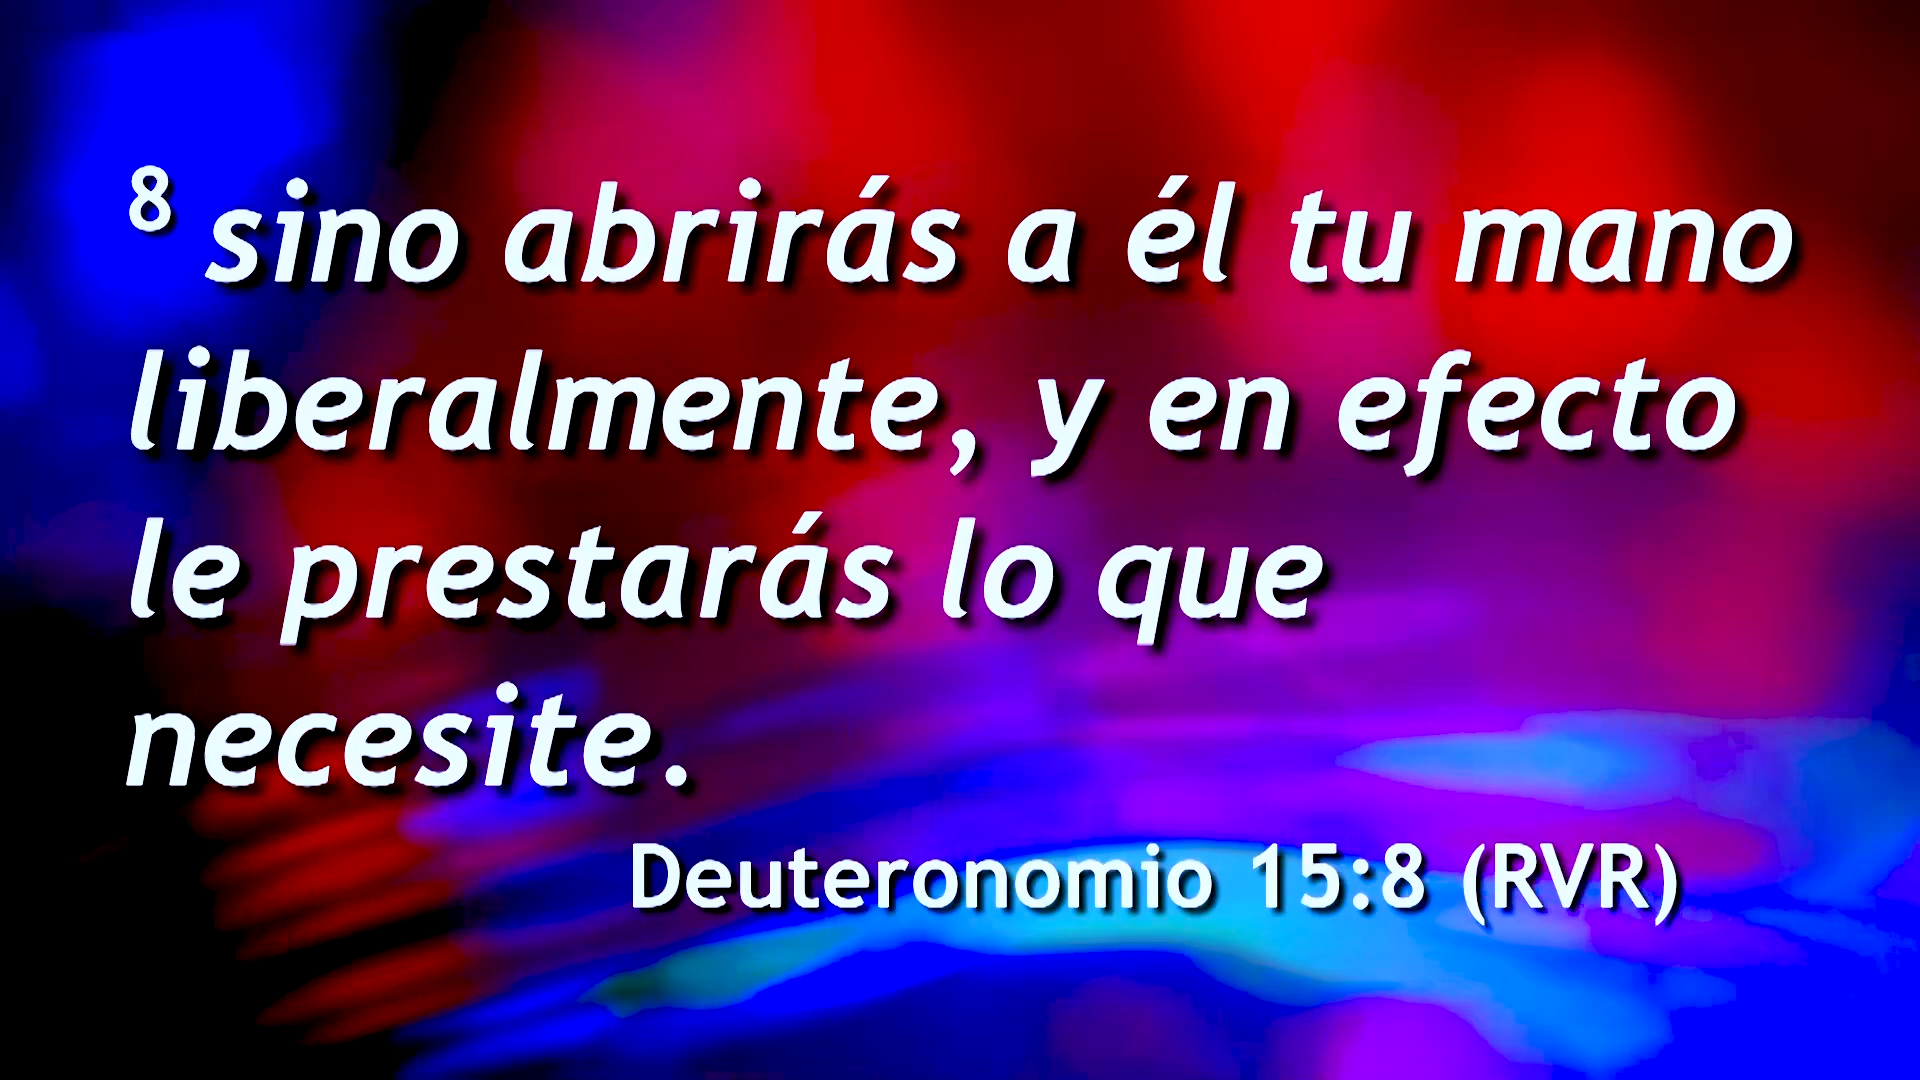 8 sino abrirás a él tu mano
liberalmente, y en efecto
le prestarás lo que
necesite.
Deuteronomio 15:8 (RVR)